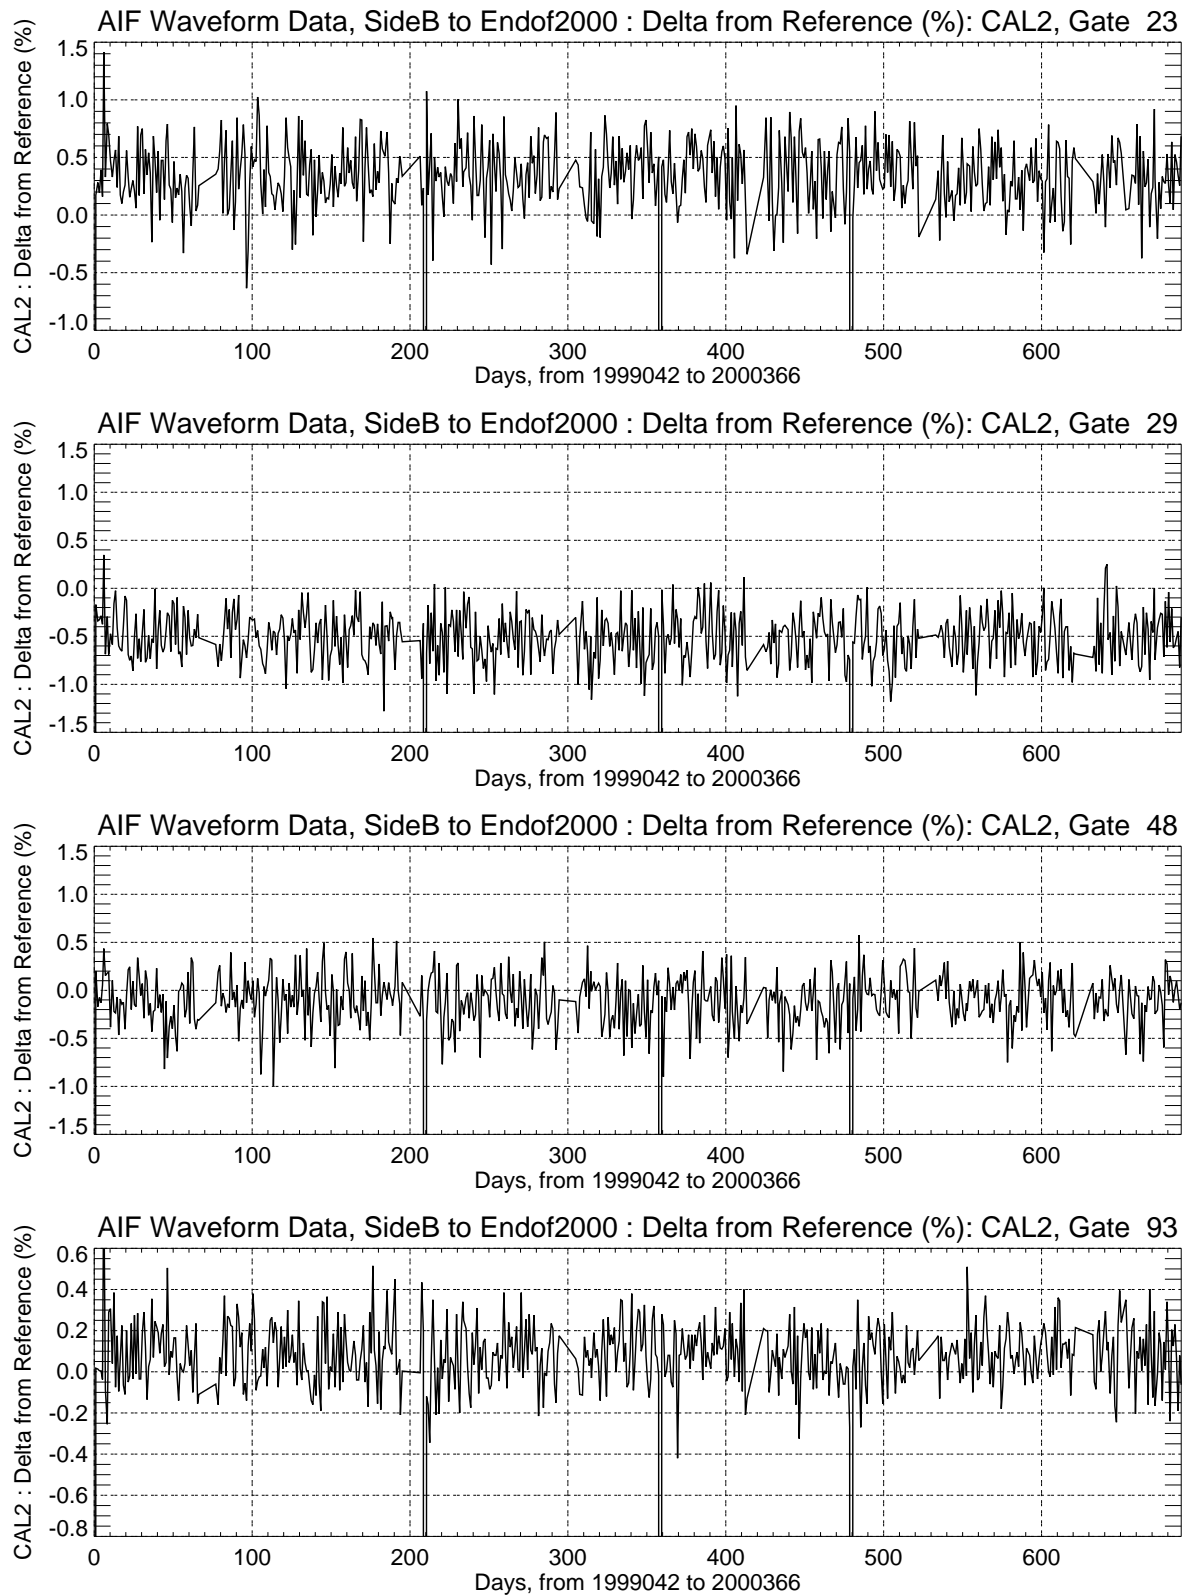 AIF Waveform Data, SideB to Endof2000 : Delta from Reference (%): CAL2, Gate 23
CAL2 : Delta from Reference (%)
1.5
1.0
0.5
0.0
-0.5
-1.0
0 100 200 300 400 500 600
Days, from 1999042 to 2000366
AIF Waveform Data, SideB to Endof2000 : Delta from Reference (%): CAL2, Gate 29
CAL2 : Delta from Reference (%)
1.5
1.0
0.5
0.0
-0.5
-1.0
-1.5
0 100 200 300 400 500 600
Days, from 1999042 to 2000366
AIF Waveform Data, SideB to Endof2000 : Delta from Reference (%): CAL2, Gate 48
CAL2 : Delta from Reference (%)
1.5
1.0
0.5
0.0
-0.5
-1.0
-1.5
0 100 200 300 400 500 600
Days, from 1999042 to 2000366
AIF Waveform Data, SideB to Endof2000 : Delta from Reference (%): CAL2, Gate 93
CAL2 : Delta from Reference (%)
0.6
0.4
0.2
0.0
-0.2
-0.4
-0.6
-0.8
0 100 200 300 400 500 600
Days, from 1999042 to 2000366